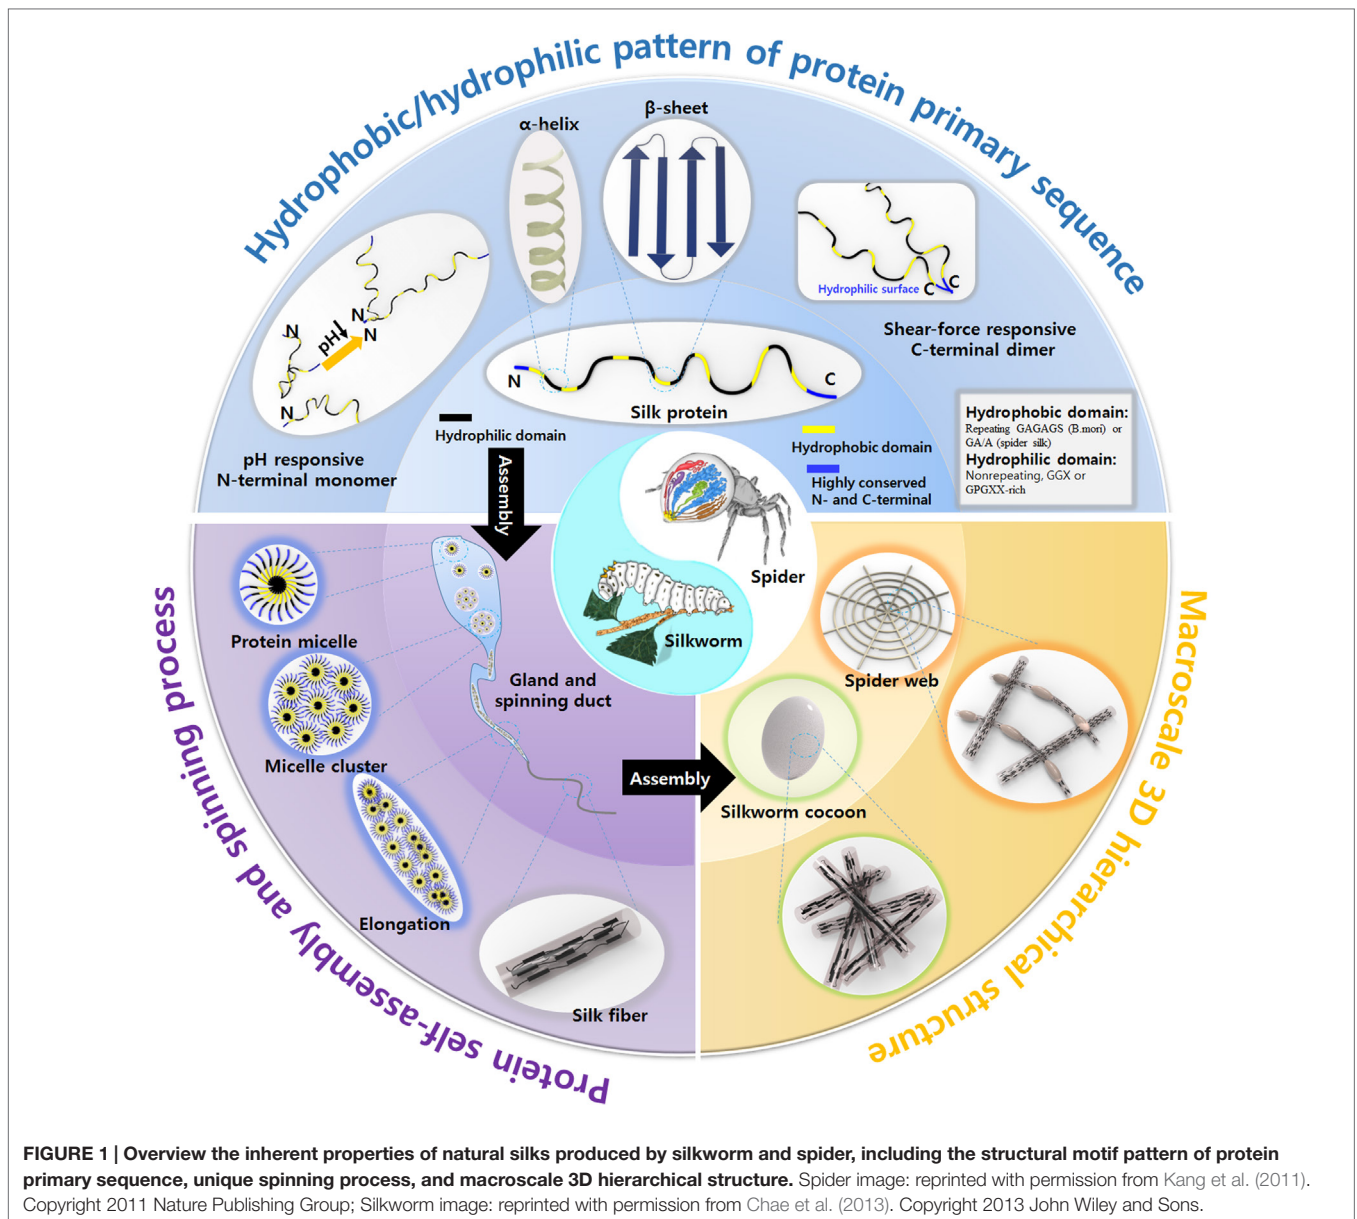 Hydrophobic/hydrophilic pattern of protein primary sequence
α-helix
β-sheet
N
N
pH↓
N
N
C
C
Hydrophilic surface
Shear-force responsive
C-terminal dimer
N
C
Silk protein
pH responsive
N-terminal monomer
Hydrophilic domain
Hydrophobic domain
Highly conserved
N- and C-terminal
Hydrophobic domain:
Repeating GAGAGS (B.mori) or
GA/A (spider silk)
Hydrophilic domain:
Nonrepeating, GGX or
GPGXX-rich
Assembly
Spider
Silkworm
Protein micelle
Micelle cluster
Elongation
Gland and
spinning duct
Silk fiber
Protein self-assembly and spinning process
Assembly
Spider web
Silkworm cocoon
Macroscale 3D hierarchical structure
FIGURE 1 | Overview the inherent properties of natural silks produced by silkworm and spider, including the structural motif pattern of protein
primary sequence, unique spinning process, and macroscale 3D hierarchical structure. Spider image: reprinted with permission from Kang et al. (2011).
Copyright 2011 Nature Publishing Group; Silkworm image: reprinted with permission from Chae et al. (2013). Copyright 2013 John Wiley and Sons.